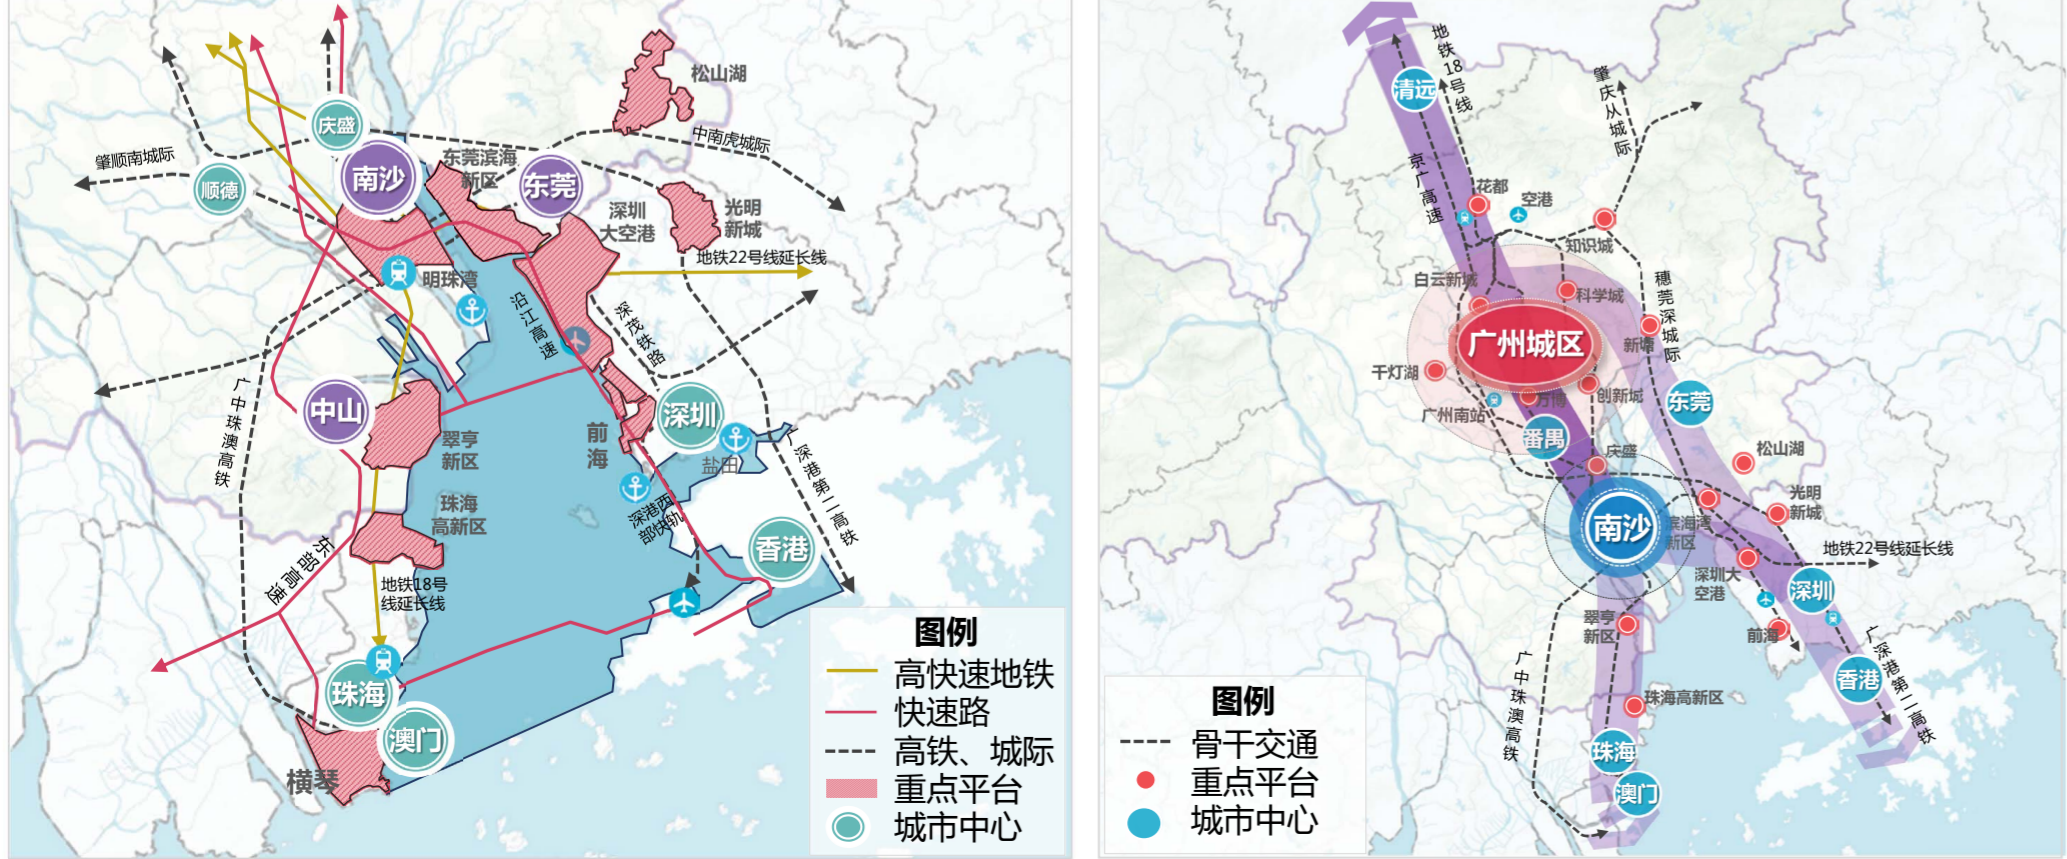 松山湖
庆盛
中南虎城际
肇顺南城际
顺德
南沙
东莞滨海
新区
东莞
深圳
大空港
光明
新城
地铁22号线延长线
明珠湾
沿江高速
深茂铁路
广中珠澳高铁
中山
翠亨
新区
前海
深圳
盐田
广深港第二高铁
珠海
高新区
深港西
部快轨
香港
东部高速
地铁18号
线延长线
珠海
澳门
横琴
图例
高快速地铁
快速路
高铁、城际
重点平台
城市中心
地铁18号线
清远
肇庆从城际
京广高速
花都
空港
知识城
白云新城
科学城
穗莞深城际
广州城区
新塘
千灯湖
万博
创新城
广州南站
东莞
番禺
庆盛
松山湖
光明
新城
南沙
滨海湾
新区
地铁22号线延长线
深圳大
空港
深圳
翠亨
新区
前海
广深港第二高铁
香港
广中珠澳高铁
珠海高新区
珠海
澳门
图例
骨干交通
重点平台
城市中心